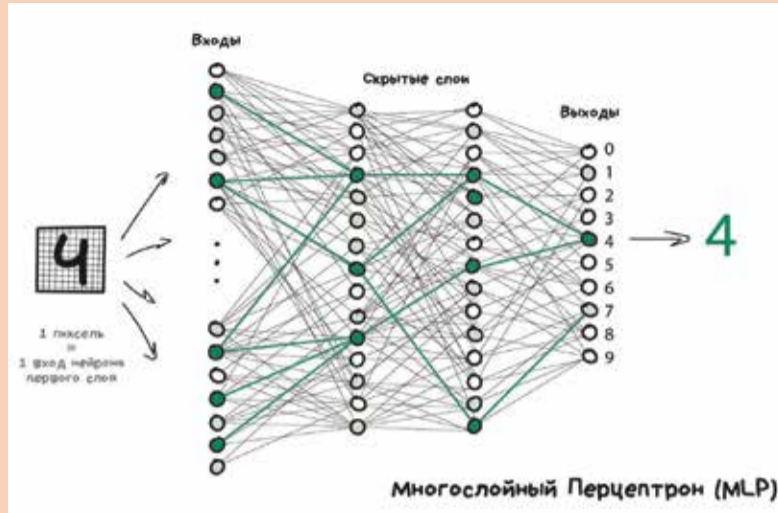 Входы
Скрытые слои
Выходы
0
1
2
3
4
5
6
7
8
9
4
4
1 пиксель
=
1 вход нейрона
первого слоя
Многослойный Перцептрон (MLP)